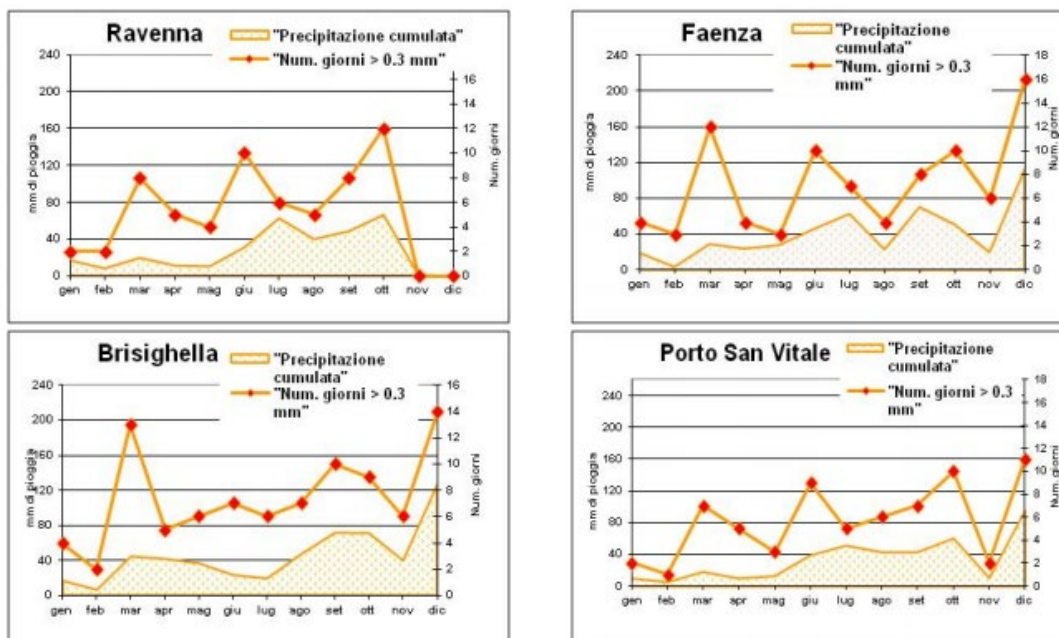 Ravenna
"Precipitazione cumulata"
"Num. giorni > 0.3 mm"
mm di pioggia
240
200
160
120
80
40
0
Num. giorni
16
14
12
10
8
6
4
2
0
gen feb mar apr mag giu lug ago set ott nov dic
Faenza
"Precipitazione
cumulata"
"Num. giorni > 0.3
mm"
mm di pioggia
240
200
160
120
80
40
0
Num. giorni
18
16
14
12
10
8
6
4
2
0
gen feb mar apr mag giu lug ago set ott nov dic
Brisighella
"Precipitazione
cumulata"
"Num. giorni > 0.3
mm"
mm di pioggia
240
200
160
120
80
40
0
Num. giorni
16
14
12
10
8
6
4
2
0
gen feb mar apr mag giu lug ago set ott nov dic
Porto San Vitale
"Precipitazione
cumulata"
"Num. giorni > 0.3
mm"
mm di pioggia
240
200
160
120
80
40
0
Num. giorni
18
16
14
12
10
8
6
4
2
0
gen feb mar apr mag giu lug ago set ott nov dic